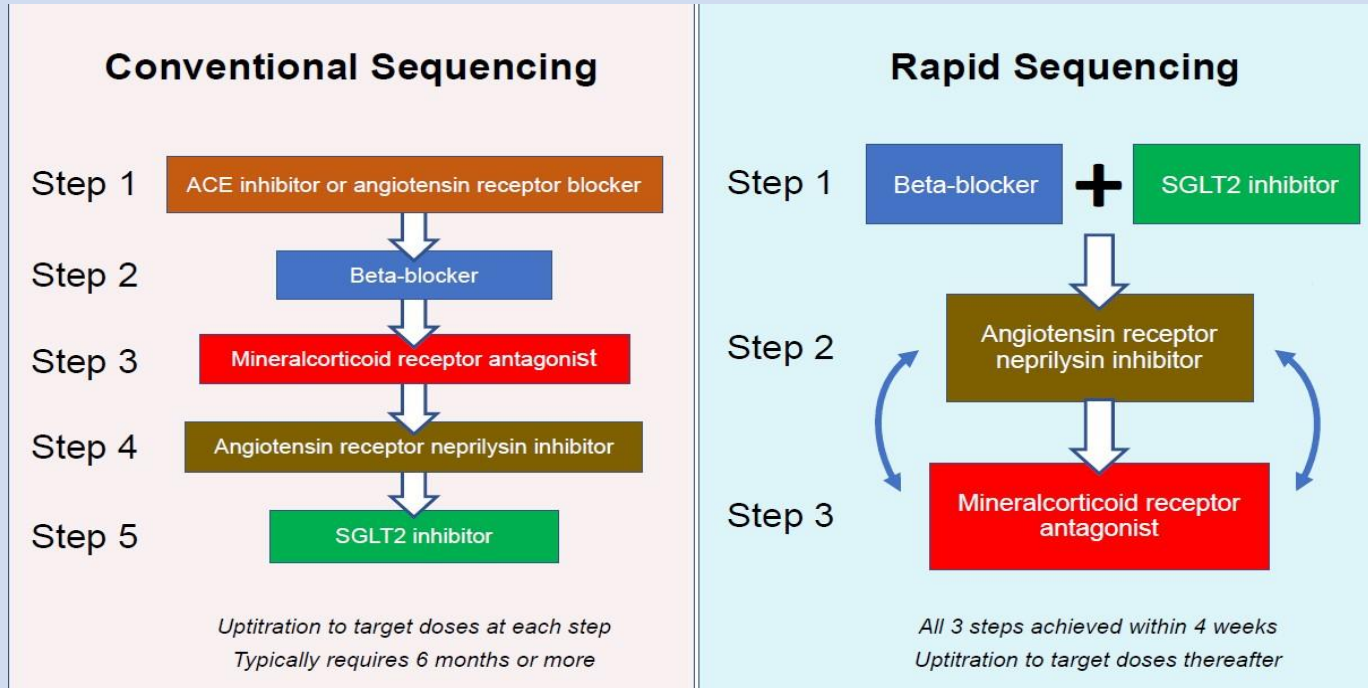 Conventional Sequencing
Step 1
ACE inhibitor or angiotensin receptor blocker
Step 2
Beta-blocker
Step 3
Mineralcorticoid receptor antagonist
Step 4
Angiotensin receptor neprilysin inhibitor
Step 5
SGLT2 inhibitor
Uptitration to target doses at each step
Typically requires 6 months or more
Rapid Sequencing
Step 1
Beta-blocker
+
SGLT2 inhibitor
Step 2
Angiotensin receptor
neprilysin inhibitor
Step 3
Mineralcorticoid receptor
antagonist
All 3 steps achieved within 4 weeks
Uptitration to target doses thereafter